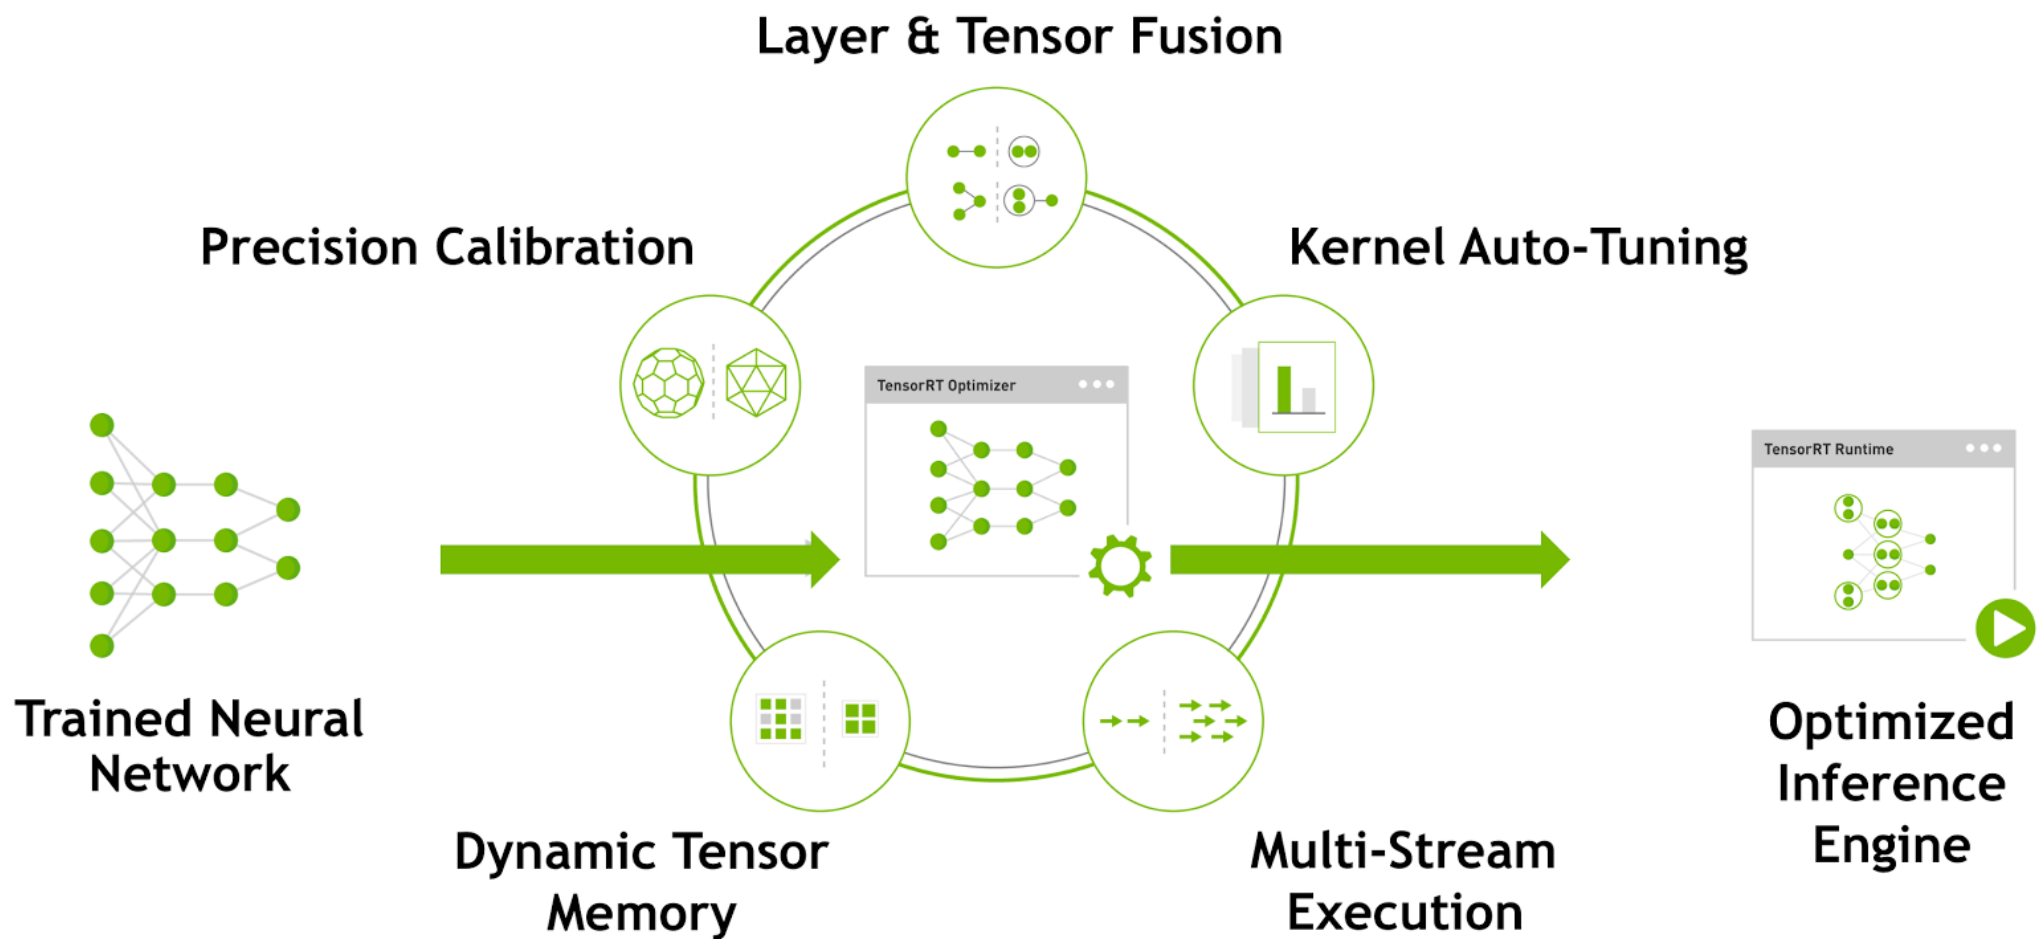 Layer & Tensor Fusion
Precision Calibration
Kernel Auto-Tuning
TensorRT Optimizer
TensorRT Runtime
Trained Neural
Network
Optimized
Inference
Engine
Dynamic Tensor
Memory
Multi-Stream
Execution